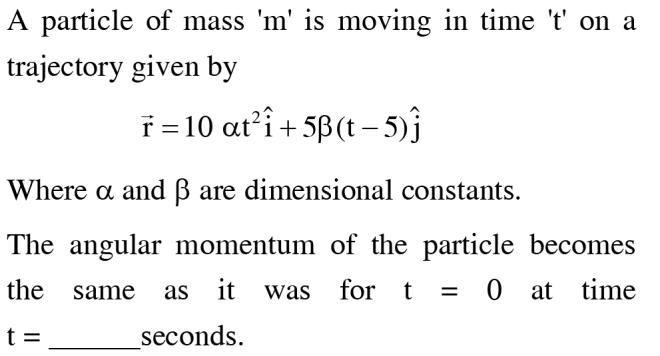 A particle of mass 'm' is moving in time 't' on a
trajectory given by
r⃗ = 10 αt² î + 5β(t – 5) ĵ
Where α and β are dimensional constants.
The angular momentum of the particle becomes
the same as it was for t = 0 at time
t = ______seconds.